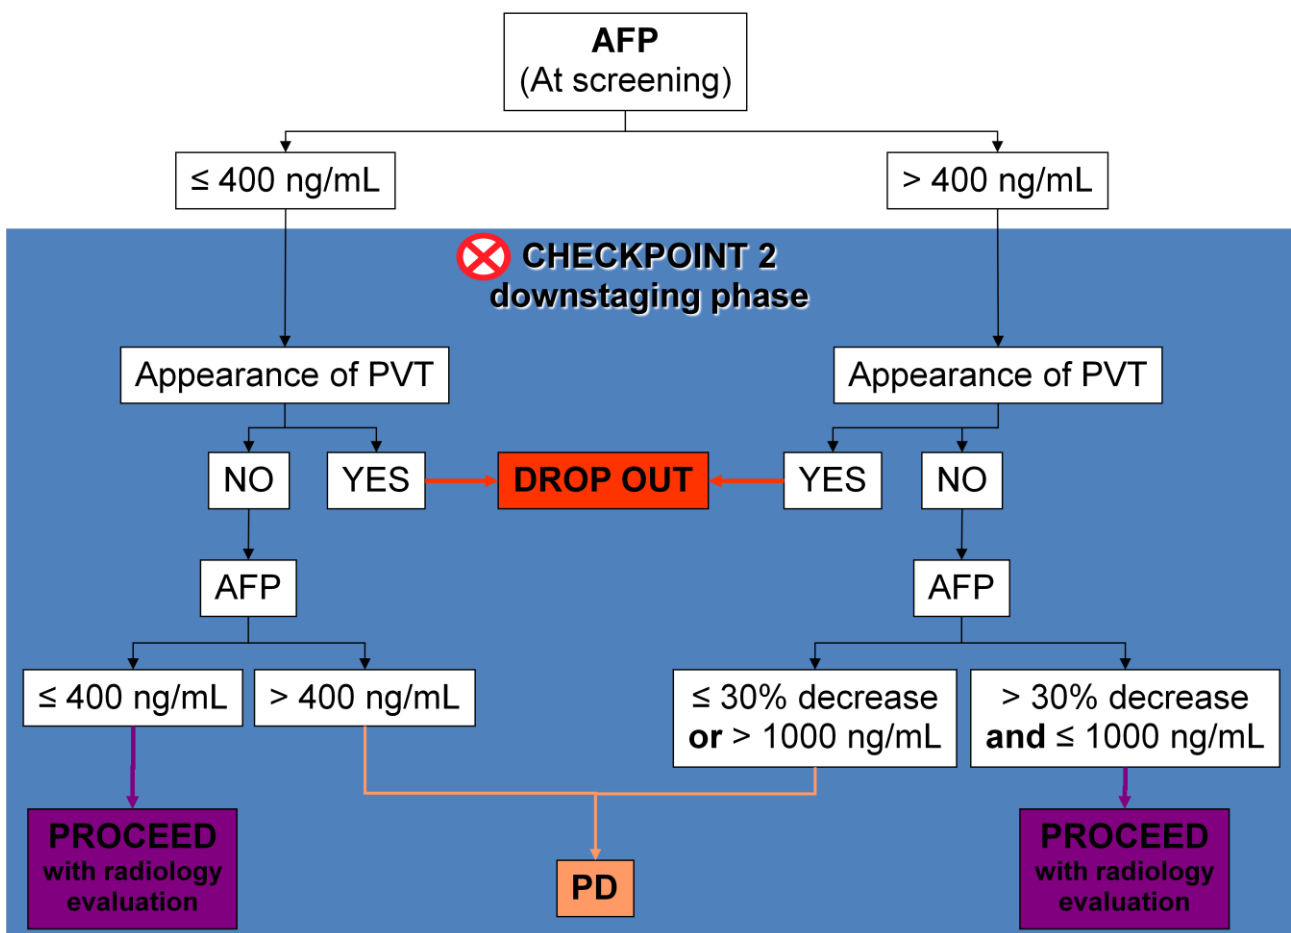 AFP
(At screening)
≤ 400 ng/mL
> 400 ng/mL
CHECKPOINT 2
downstaging phase
Appearance of PVT
Appearance of PVT
NO
YES
DROP OUT
YES
NO
AFP
AFP
≤ 400 ng/mL
> 400 ng/mL
≤ 30% decrease
or > 1000 ng/mL
> 30% decrease
and ≤ 1000 ng/mL
PROCEED
with radiology
evaluation
PD
PROCEED
with radiology
evaluation